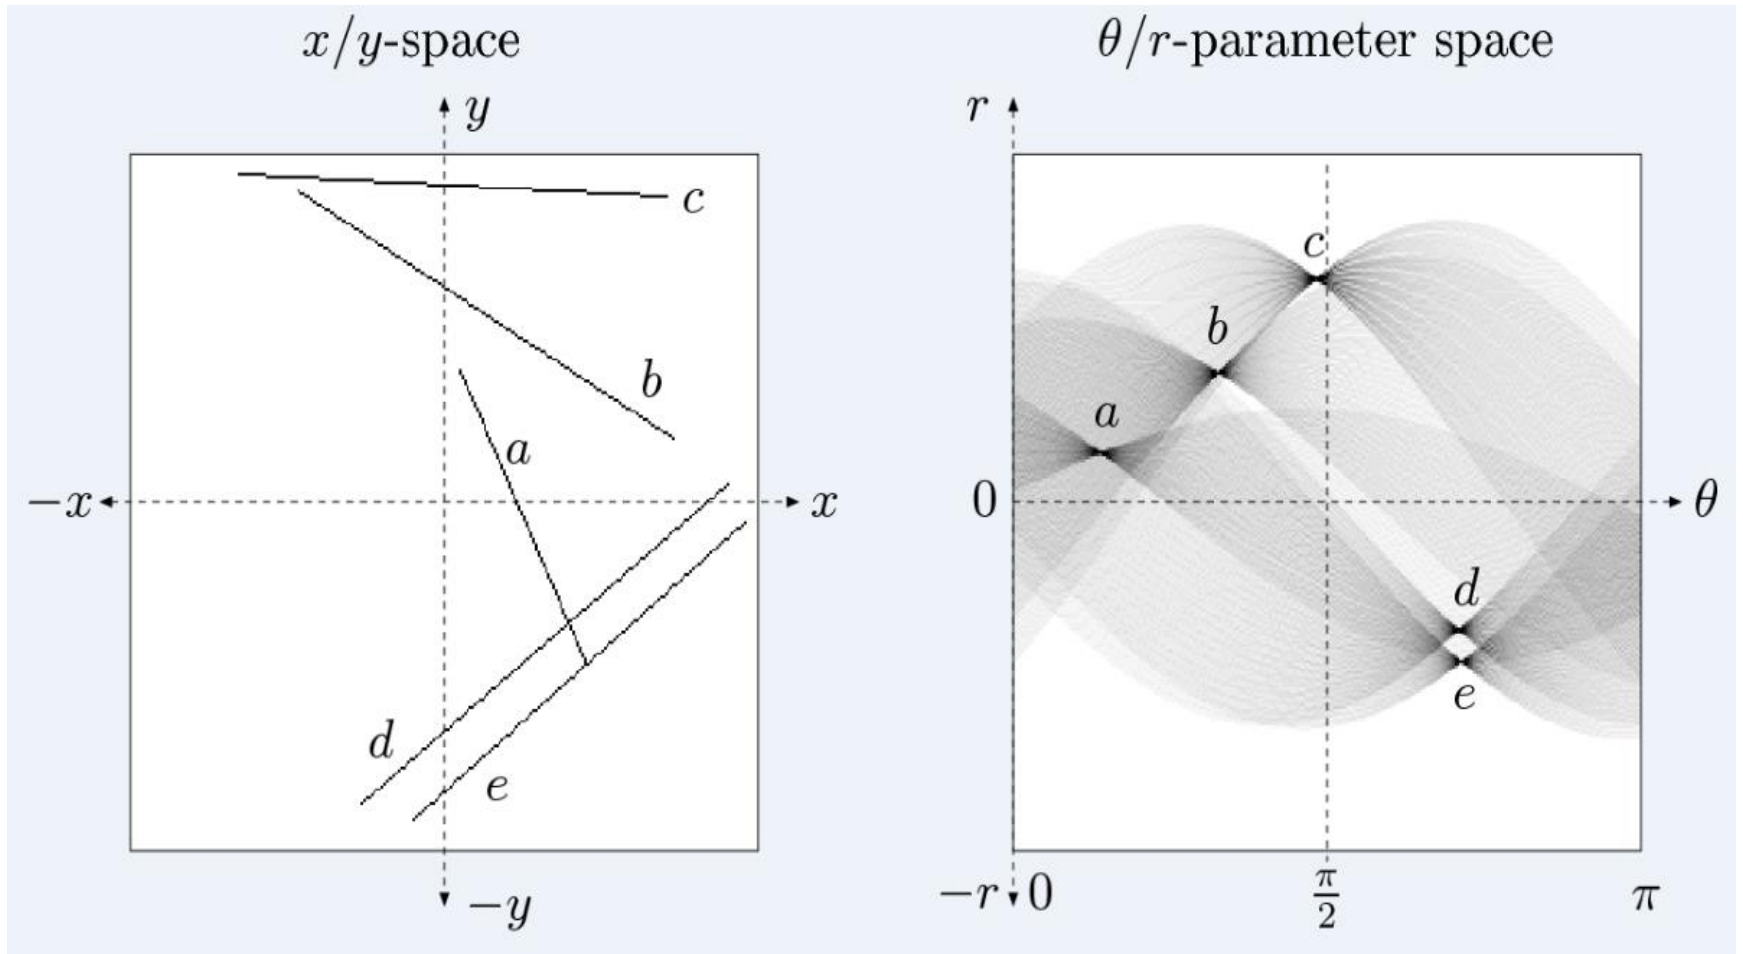 x/y-space
θ/r-parameter space
y
r
c
c
b
b
a
a
−x
x
0
θ
d
d
e
e
−y
−r
0
π/2
π